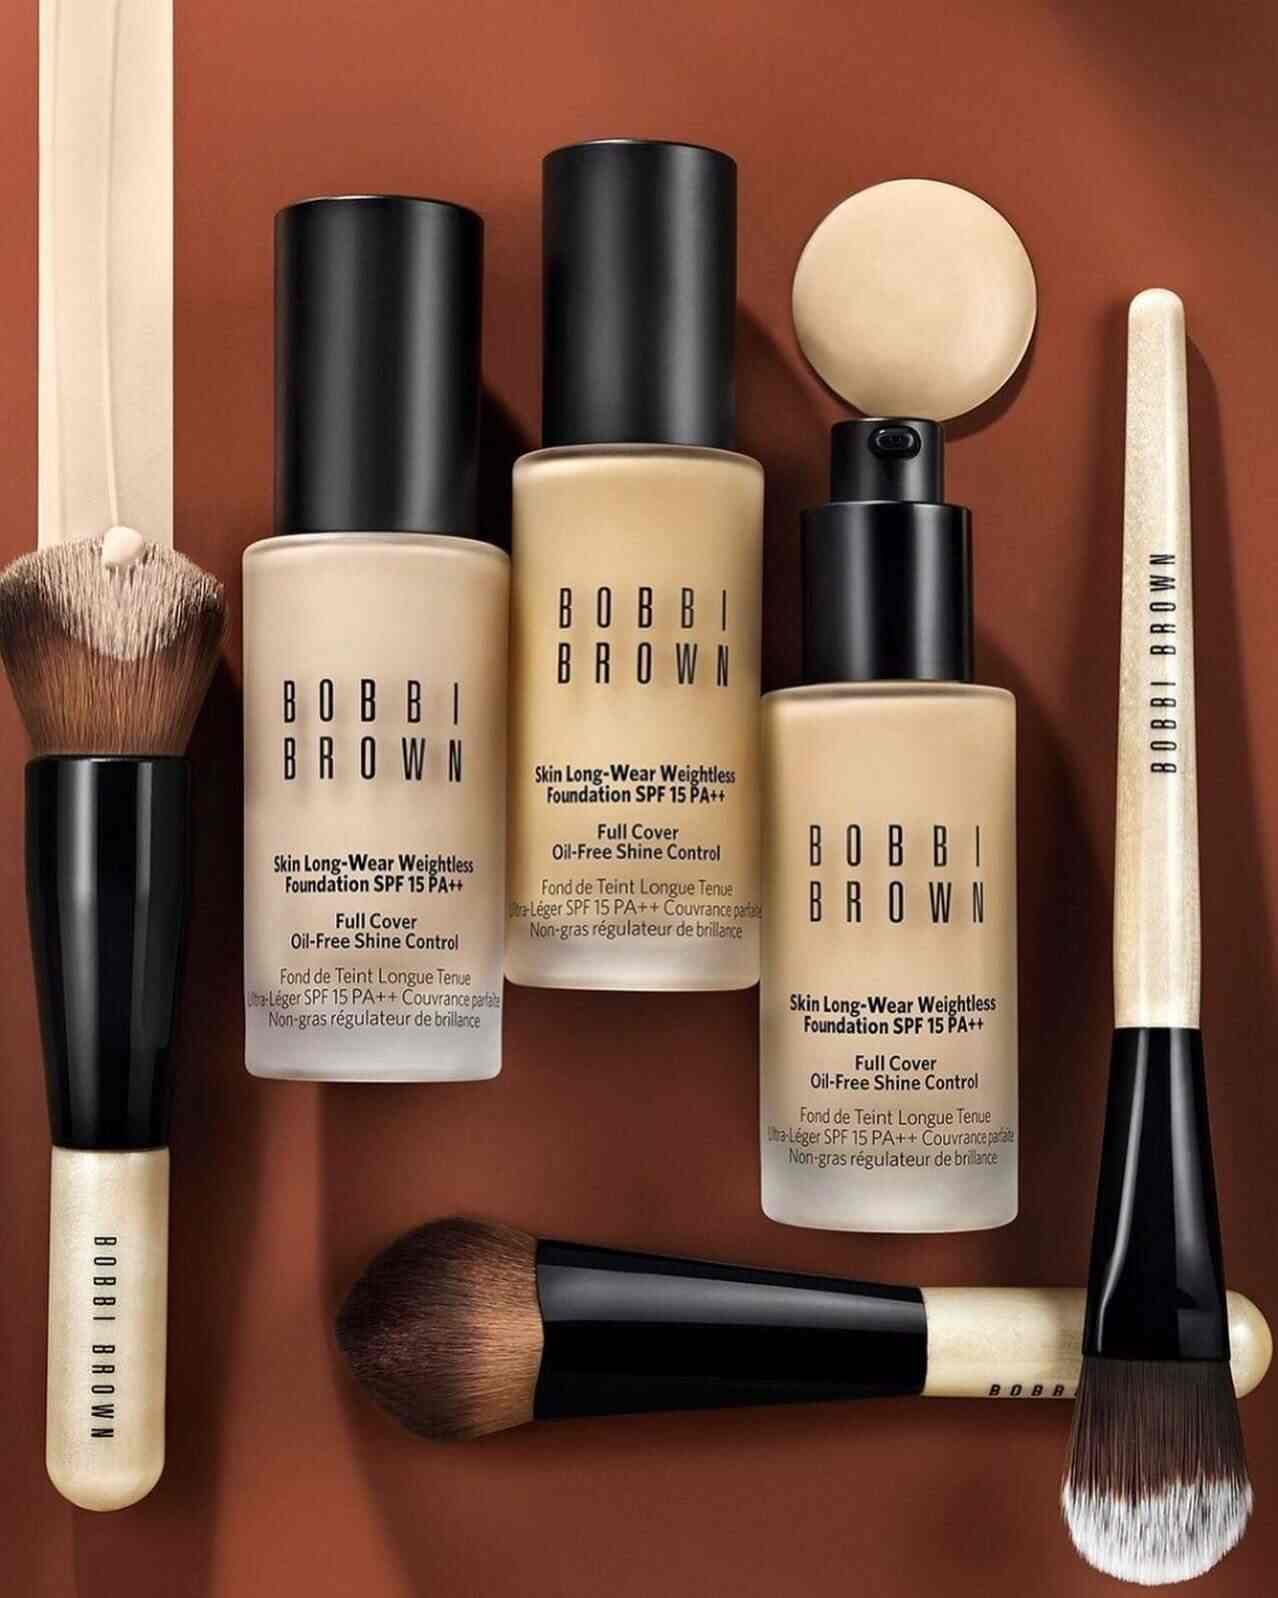 BOBBI
BROWN
Skin Long-Wear Weightless
Foundation SPF 15 PA++
Full Cover
Oil-Free Shine Control
Fond de Teint Longue Tenue
Ultra-Léger SPF 15 PA++ Couvrance parfaite
Non-gras régulateur de brillance
BOBBI
BROWN
Skin Long-Wear Weightless
Foundation SPF 15 PA++
Full Cover
Oil-Free Shine Control
Fond de Teint Longue Tenue
Ultra-Léger SPF 15 PA++ Couvrance parfaite
Non-gras régulateur de brillance
BOBBI
BROWN
Skin Long-Wear Weightless
Foundation SPF 15 PA++
Full Cover
Oil-Free Shine Control
Fond de Teint Longue Tenue
Ultra-Léger SPF 15 PA++ Couvrance parfaite
Non-gras régulateur de brillance
BOBBI BROWN
BOBBI BROWN
BOBB